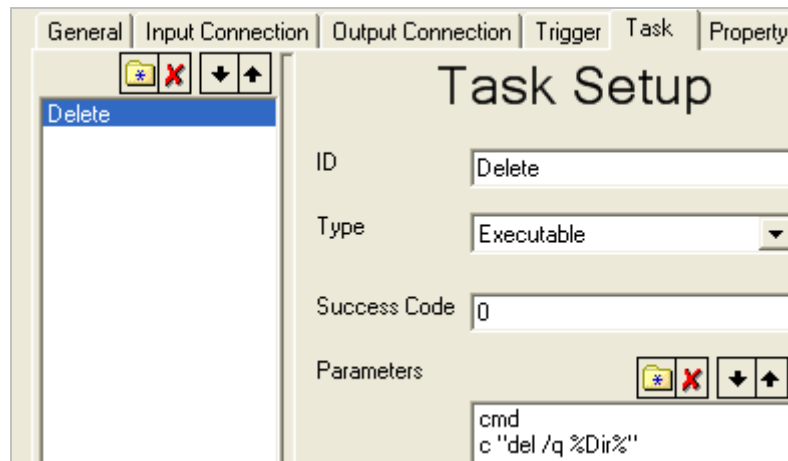 General Input Connection Output Connection Trigger Task Property
Task Setup
Delete
ID Delete
Type Executable
Success Code 0
Parameters
cmd
c "del /q %Dir%"